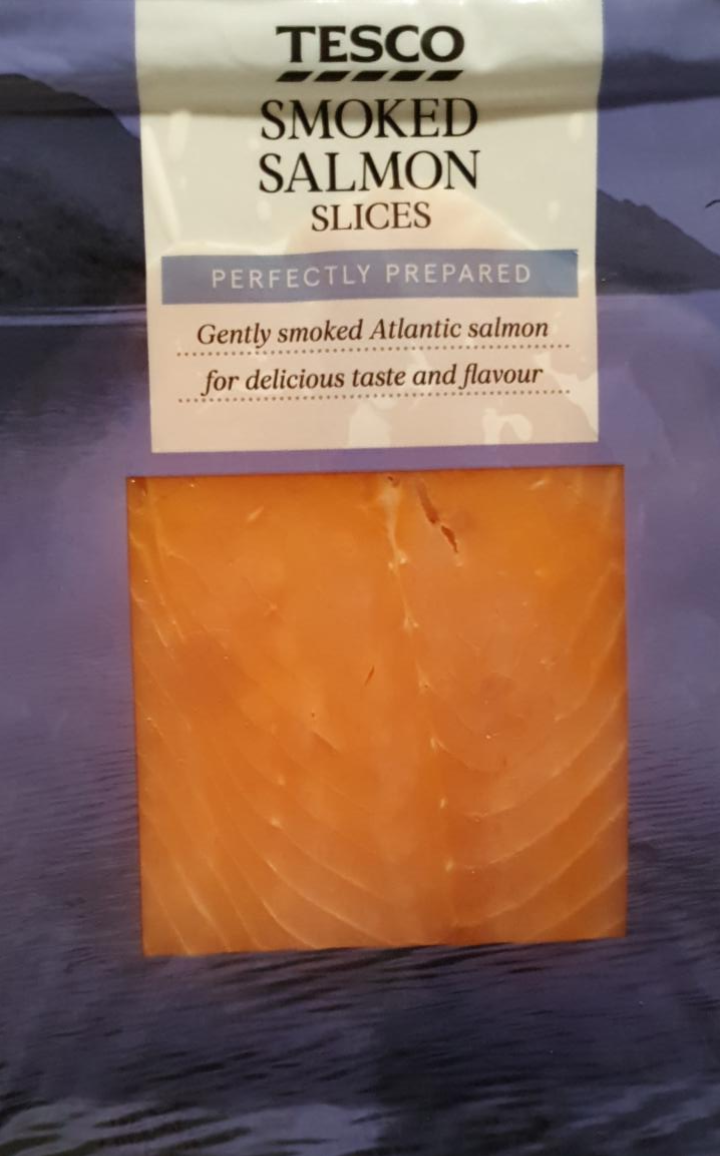 TESCO
SMOKED
SALMON
SLICES
PERFECTLY PREPARED
Gently smoked Atlantic salmon
for delicious taste and flavour